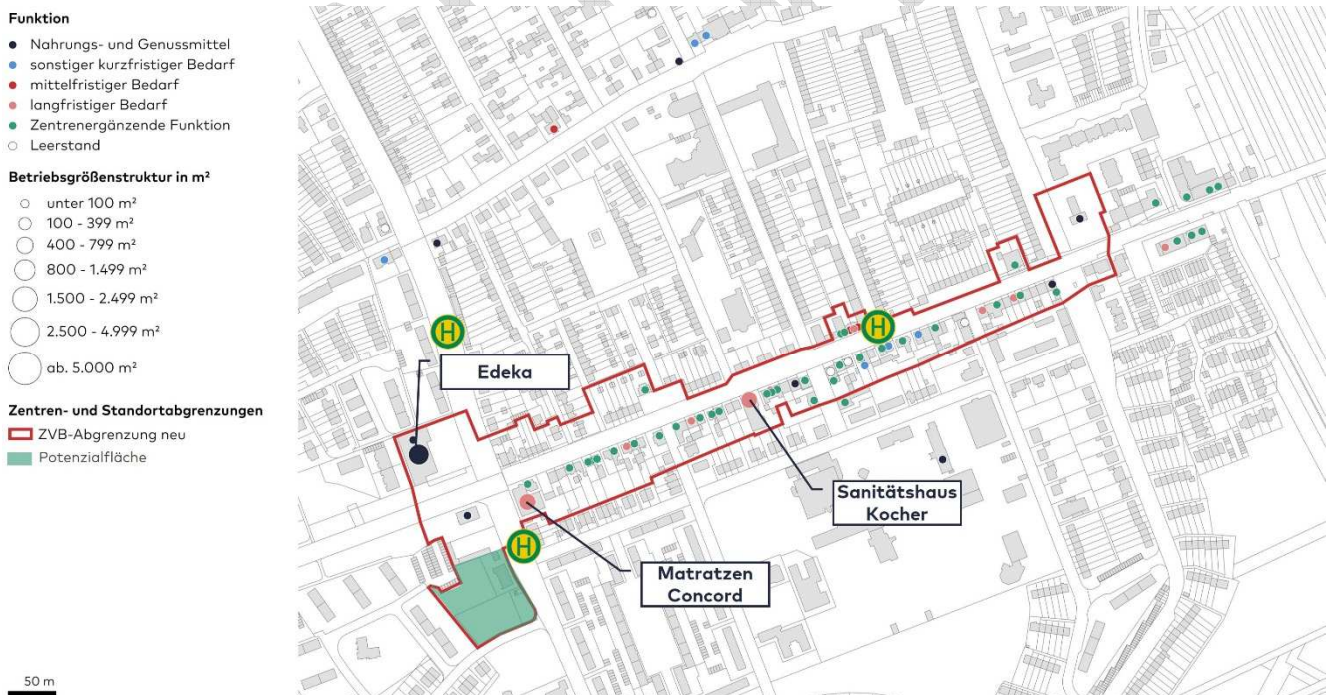 Funktion
Nahrungs- und Genussmittel
sonstiger kurzfristiger Bedarf
mittelfristiger Bedarf
langfristiger Bedarf
Zentrenergänzende Funktion
Leerstand
Betriebsgrößenstruktur in m²
unter 100 m²
100 - 399 m²
400 - 799 m²
800 - 1.499 m²
1.500 - 2.499 m²
2.500 - 4.999 m²
ab. 5.000 m²
Zentren- und Standortabgrenzungen
ZVB-Abgrenzung neu
Potenzialfläche
50 m
H
H
Edeka
Sanitätshaus
Kocher
H
Matratzen
Concord